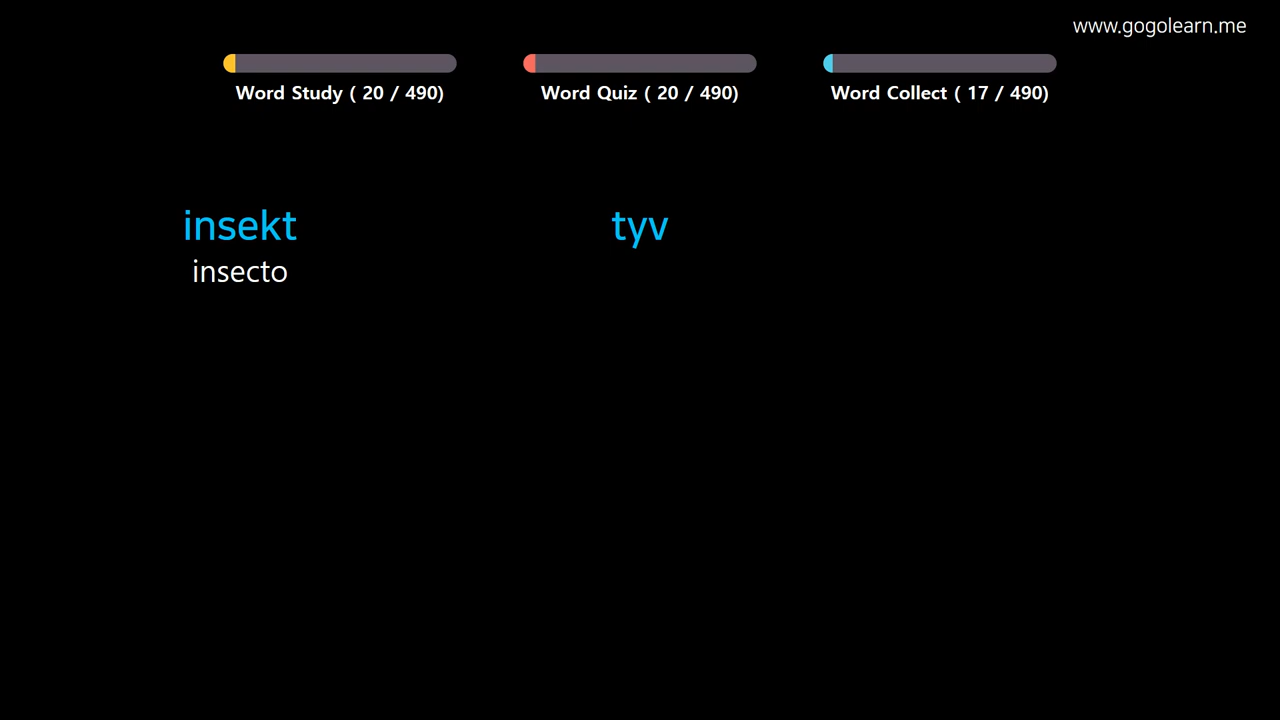 www.gogolearn.me
Word Study ( 20 / 490)
Word Quiz ( 20 / 490)
Word Collect ( 17 / 490)
insekt
insecto
tyv